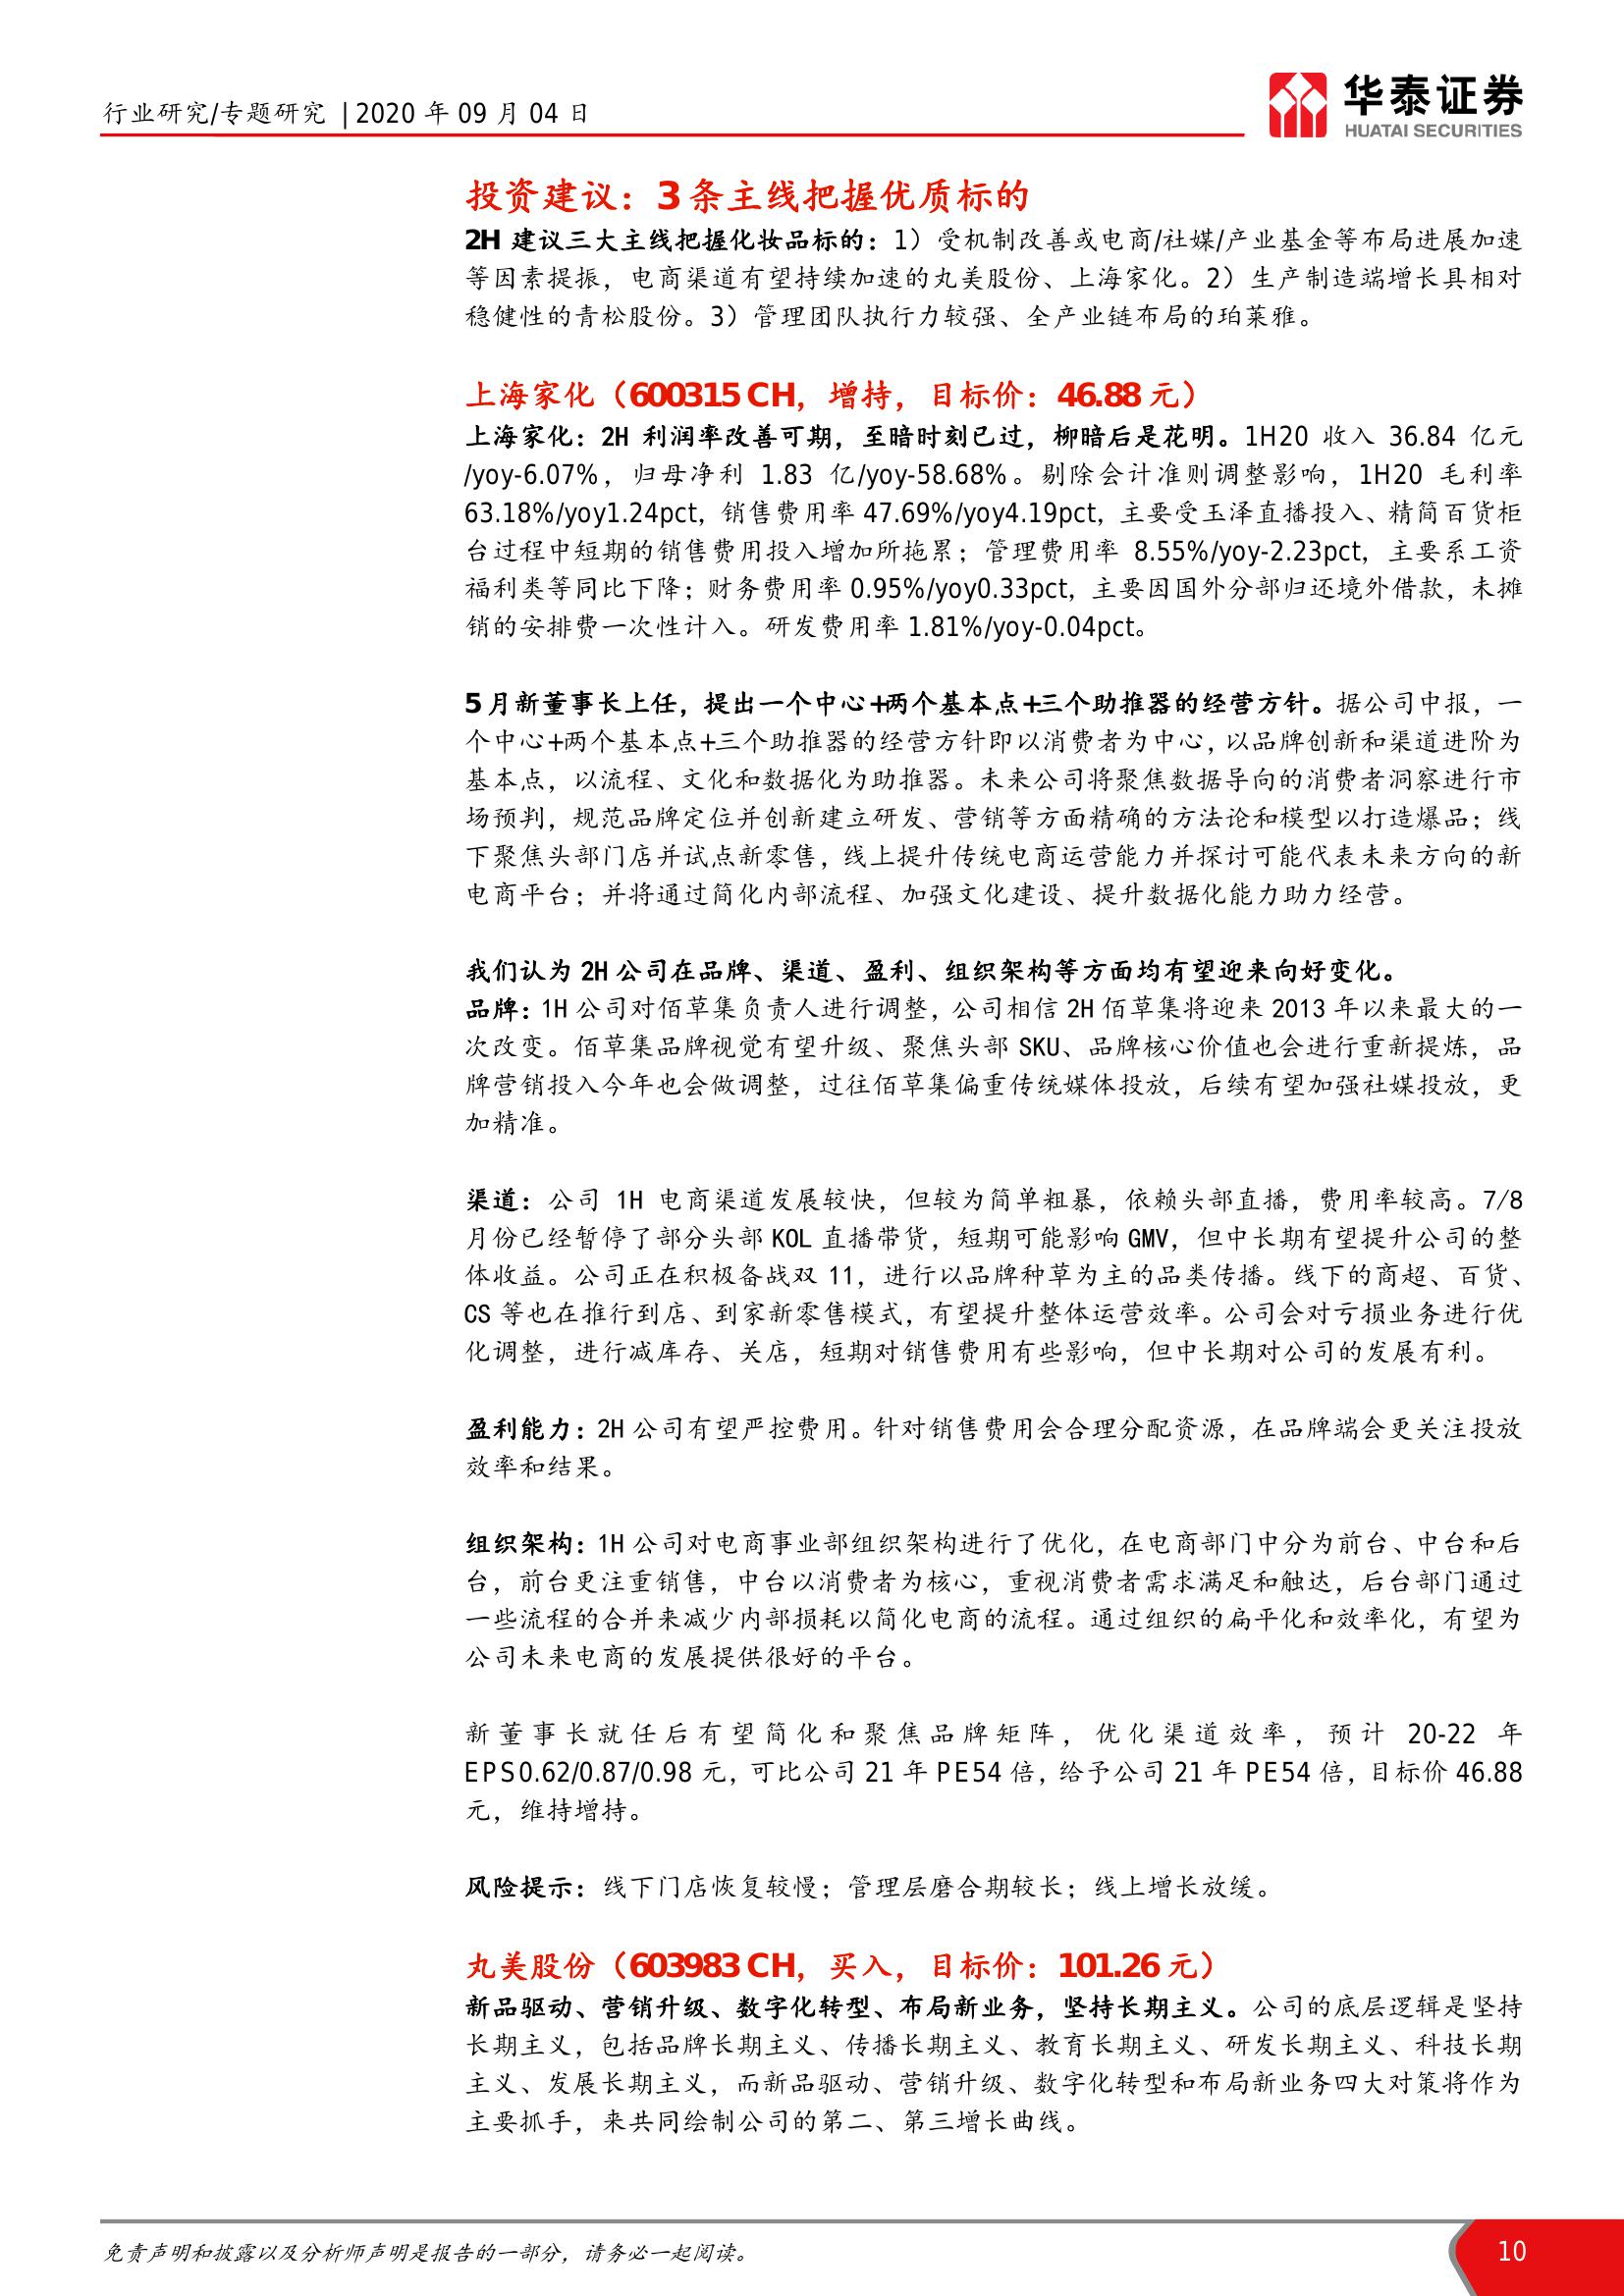 行业研究/专题研究 | 2020 年 09 月 04 日
华泰证券
HUATAI SECURITIES
投资建议：3 条主线把握优质标的
2H 建议三大主线把握化妆品标的：1）受机制改善或电商/社媒/产业基金等布局进展加速
等因素提振，电商渠道有望持续加速的丸美股份、上海家化。2）生产制造端增长具相对
稳健性的青松股份。3）管理团队执行力较强、全产业链布局的珀莱雅。
上海家化（600315 CH，增持，目标价：46.88 元）
上海家化：2H 利润率改善可期，至暗时刻已过，柳暗后是花明。1H20 收入 36.84 亿元
/yoy-6.07%，归母净利 1.83 亿/yoy-58.68%。剔除会计准则调整影响，1H20 毛利率
63.18%/yoy1.24pct，销售费用率 47.69%/yoy4.19pct，主要受玉泽直播投入、精简百货柜
台过程中短期的销售费用投入增加所拖累；管理费用率 8.55%/yoy-2.23pct，主要系工资
福利类等同比下降；财务费用率 0.95%/yoy0.33pct，主要因国外分部归还境外借款，未摊
销的安排费一次性计入。研发费用率 1.81%/yoy-0.04pct。
5 月新董事长上任，提出一个中心+两个基本点+三个助推器的经营方针。据公司中报，一
个中心+两个基本点+三个助推器的经营方针即以消费者为中心，以品牌创新和渠道进阶为
基本点，以流程、文化和数据化为助推器。未来公司将聚焦数据导向的消费者洞察进行市
场预判，规范品牌定位并创新建立研发、营销等方面精确的方法论和模型以打造爆品；线
下聚焦头部门店并试点新零售，线上提升传统电商运营能力并探讨可能代表未来方向的新
电商平台；并将通过简化内部流程、加强文化建设、提升数据化能力助力经营。
我们认为 2H 公司在品牌、渠道、盈利、组织架构等方面均有望迎来向好变化。
品牌：1H 公司对佰草集负责人进行调整，公司相信 2H 佰草集将迎来 2013 年以来最大的一
次改变。佰草集品牌视觉有望升级、聚焦头部 SKU、品牌核心价值也会进行重新提炼，品
牌营销投入今年也会做调整，过往佰草集偏重传统媒体投放，后续有望加强社媒投放，更
加精准。
渠道：公司 1H 电商渠道发展较快，但较为简单粗暴，依赖头部直播，费用率较高。7/8
月份已经暂停了部分头部 KOL 直播带货，短期可能影响 GMV，但中长期有望提升公司的整
体收益。公司正在积极备战双 11，进行以品牌种草为主的品类传播。线下的商超、百货、
CS 等也在推行到店、到家新零售模式，有望提升整体运营效率。公司会对亏损业务进行优
化调整，进行减库存、关店，短期对销售费用有些影响，但中长期对公司的发展有利。
盈利能力：2H 公司有望严控费用。针对销售费用会合理分配资源，在品牌端会更关注投放
效率和结果。
组织架构：1H 公司对电商事业部组织架构进行了优化，在电商部门中分为前台、中台和后
台，前台更注重销售，中台以消费者为核心，重视消费者需求满足和触达，后台部门通过
一些流程的合并来减少内部损耗以简化电商的流程。通过组织的扁平化和效率化，有望为
公司未来电商的发展提供很好的平台。
新董事长就任后有望简化和聚焦品牌矩阵，优化渠道效率，预计 20-22 年
EPS0.62/0.87/0.98 元，可比公司 21 年 PE54 倍，给予公司 21 年 PE54 倍，目标价 46.88
元，维持增持。
风险提示：线下门店恢复较慢；管理层磨合期较长；线上增长放缓。
丸美股份（603983 CH，买入，目标价：101.26 元）
新品驱动、营销升级、数字化转型、布局新业务，坚持长期主义。公司的底层逻辑是坚持
长期主义，包括品牌长期主义、传播长期主义、教育长期主义、研发长期主义、科技长期
主义、发展长期主义，而新品驱动、营销升级、数字化转型和布局新业务四大对策将作为
主要抓手，来共同绘制公司的第二、第三增长曲线。
免责声明和披露以及分析师声明是报告的一部分，请务必一起阅读。
10